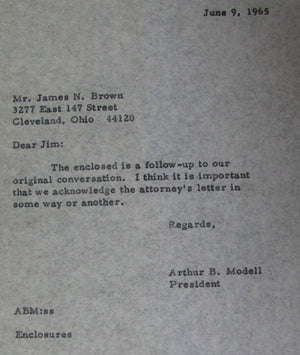 June 9, 1965
Mr. James N. Brown
3277 East 147 Street
Cleveland, Ohio 44120
Dear Jim:
The enclosed is a follow-up to our
original conversation. I think it is important
that we acknowledge the attorney's letter in
some way or another.
Regards,
Arthur B. Modell
President
ABM:ss
Enclosures